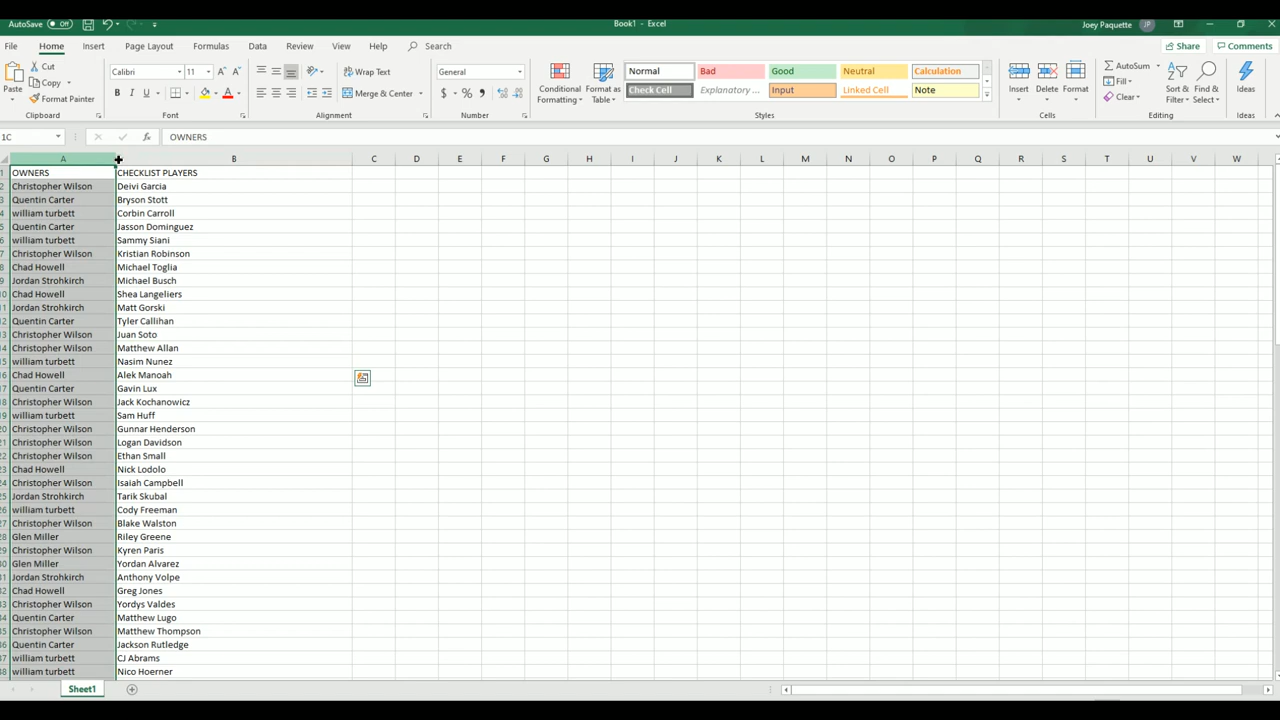 AutoSave Off Book1 - Excel Joey Paquette JP
File Home Insert Page Layout Formulas Data Review View Help Search Share Comments
Cut Calibri 11 Wrap Text General Normal Bad Good Neutral Calculation AutoSum
Copy Fill
Paste Format Painter Merge & Center Conditional Formatting Format as Table Check Cell Explanatory ... Input Linked Cell Note Insert Delete Format Clear Sort & Filter Find & Select Ideas
Clipboard Font Alignment Number Styles Cells Editing Ideas
1C fx OWNERS
A B C D E F G H I J K L M N O P Q R S T U V W
1 OWNERS CHECKLIST PLAYERS
2 Christopher Wilson Deivi Garcia
3 Quentin Carter Bryson Stott
4 william turbett Corbin Carroll
5 Quentin Carter Jasson Dominguez
6 william turbett Sammy Siani
7 Christopher Wilson Kristian Robinson
8 Chad Howell Michael Toglia
9 Jordan Strohkirch Michael Busch
10 Chad Howell Shea Langeliers
11 Jordan Strohkirch Matt Gorski
12 Quentin Carter Tyler Callihan
13 Christopher Wilson Juan Soto
14 Christopher Wilson Matthew Allan
15 william turbett Nasim Nunez
16 Chad Howell Alek Manoah
17 Quentin Carter Gavin Lux
18 Christopher Wilson Jack Kochanowicz
19 william turbett Sam Huff
20 Christopher Wilson Gunnar Henderson
21 Christopher Wilson Logan Davidson
22 Christopher Wilson Ethan Small
23 Chad Howell Nick Lodolo
24 Christopher Wilson Isaiah Campbell
25 Jordan Strohkirch Tarik Skubal
26 william turbett Cody Freeman
27 Christopher Wilson Blake Walston
28 Glen Miller Riley Greene
29 Christopher Wilson Kyren Paris
30 Glen Miller Yordan Alvarez
31 Jordan Strohkirch Anthony Volpe
32 Chad Howell Greg Jones
33 Christopher Wilson Yordys Valdes
34 Quentin Carter Matthew Lugo
35 Christopher Wilson Matthew Thompson
36 Quentin Carter Jackson Rutledge
37 william turbett CJ Abrams
38 william turbett Nico Hoerner
Sheet1